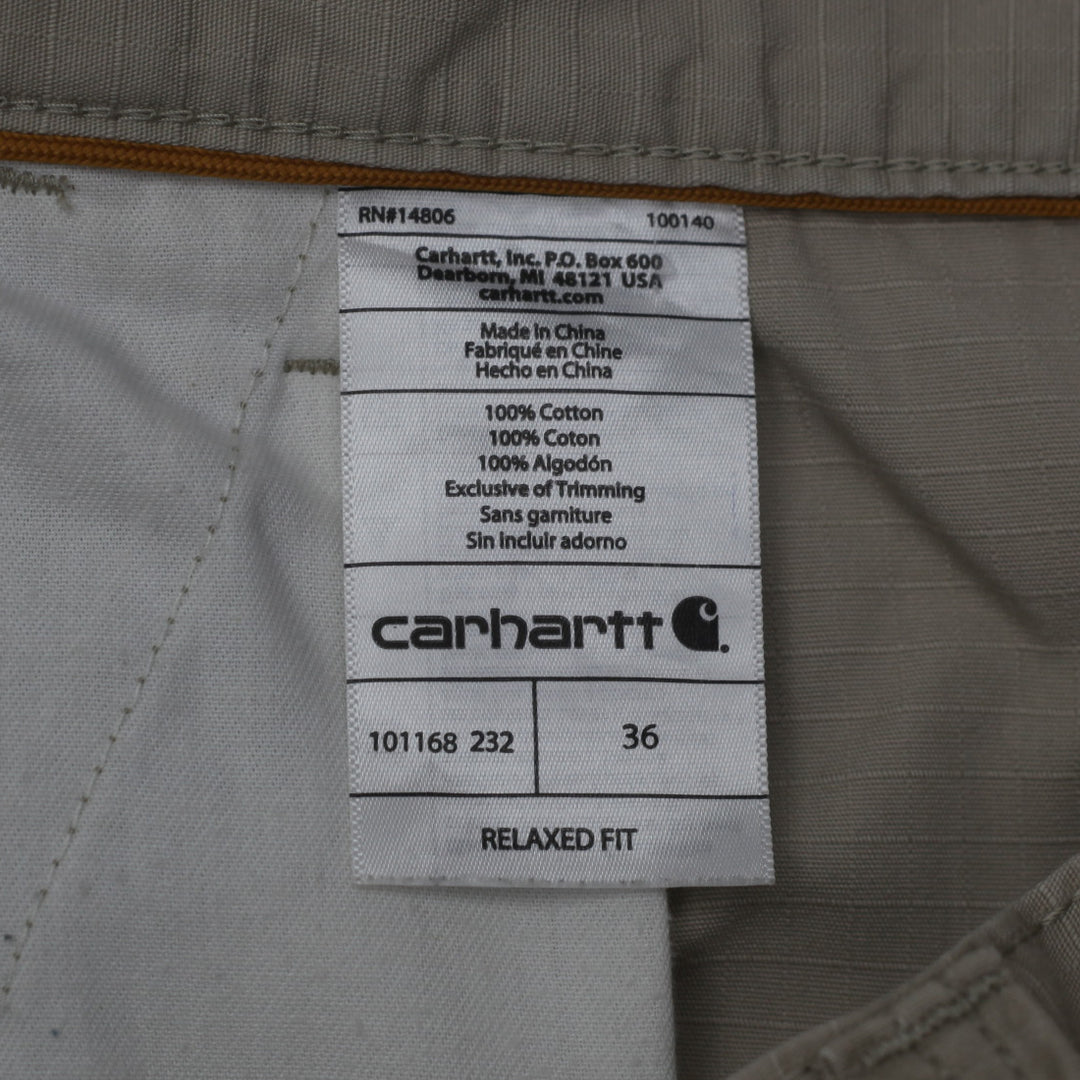 RN#14806 100140
Carhartt, Inc. P.O. Box 600
Dearborn, MI 48121 USA
carhartt.com
Made in China
Fabriqué en Chine
Hecho en China
100% Cotton
100% Coton
100% Algodón
Exclusive of Trimming
Sans garniture
Sin incluir adorno
carhartt
101168 232 36
RELAXED FIT